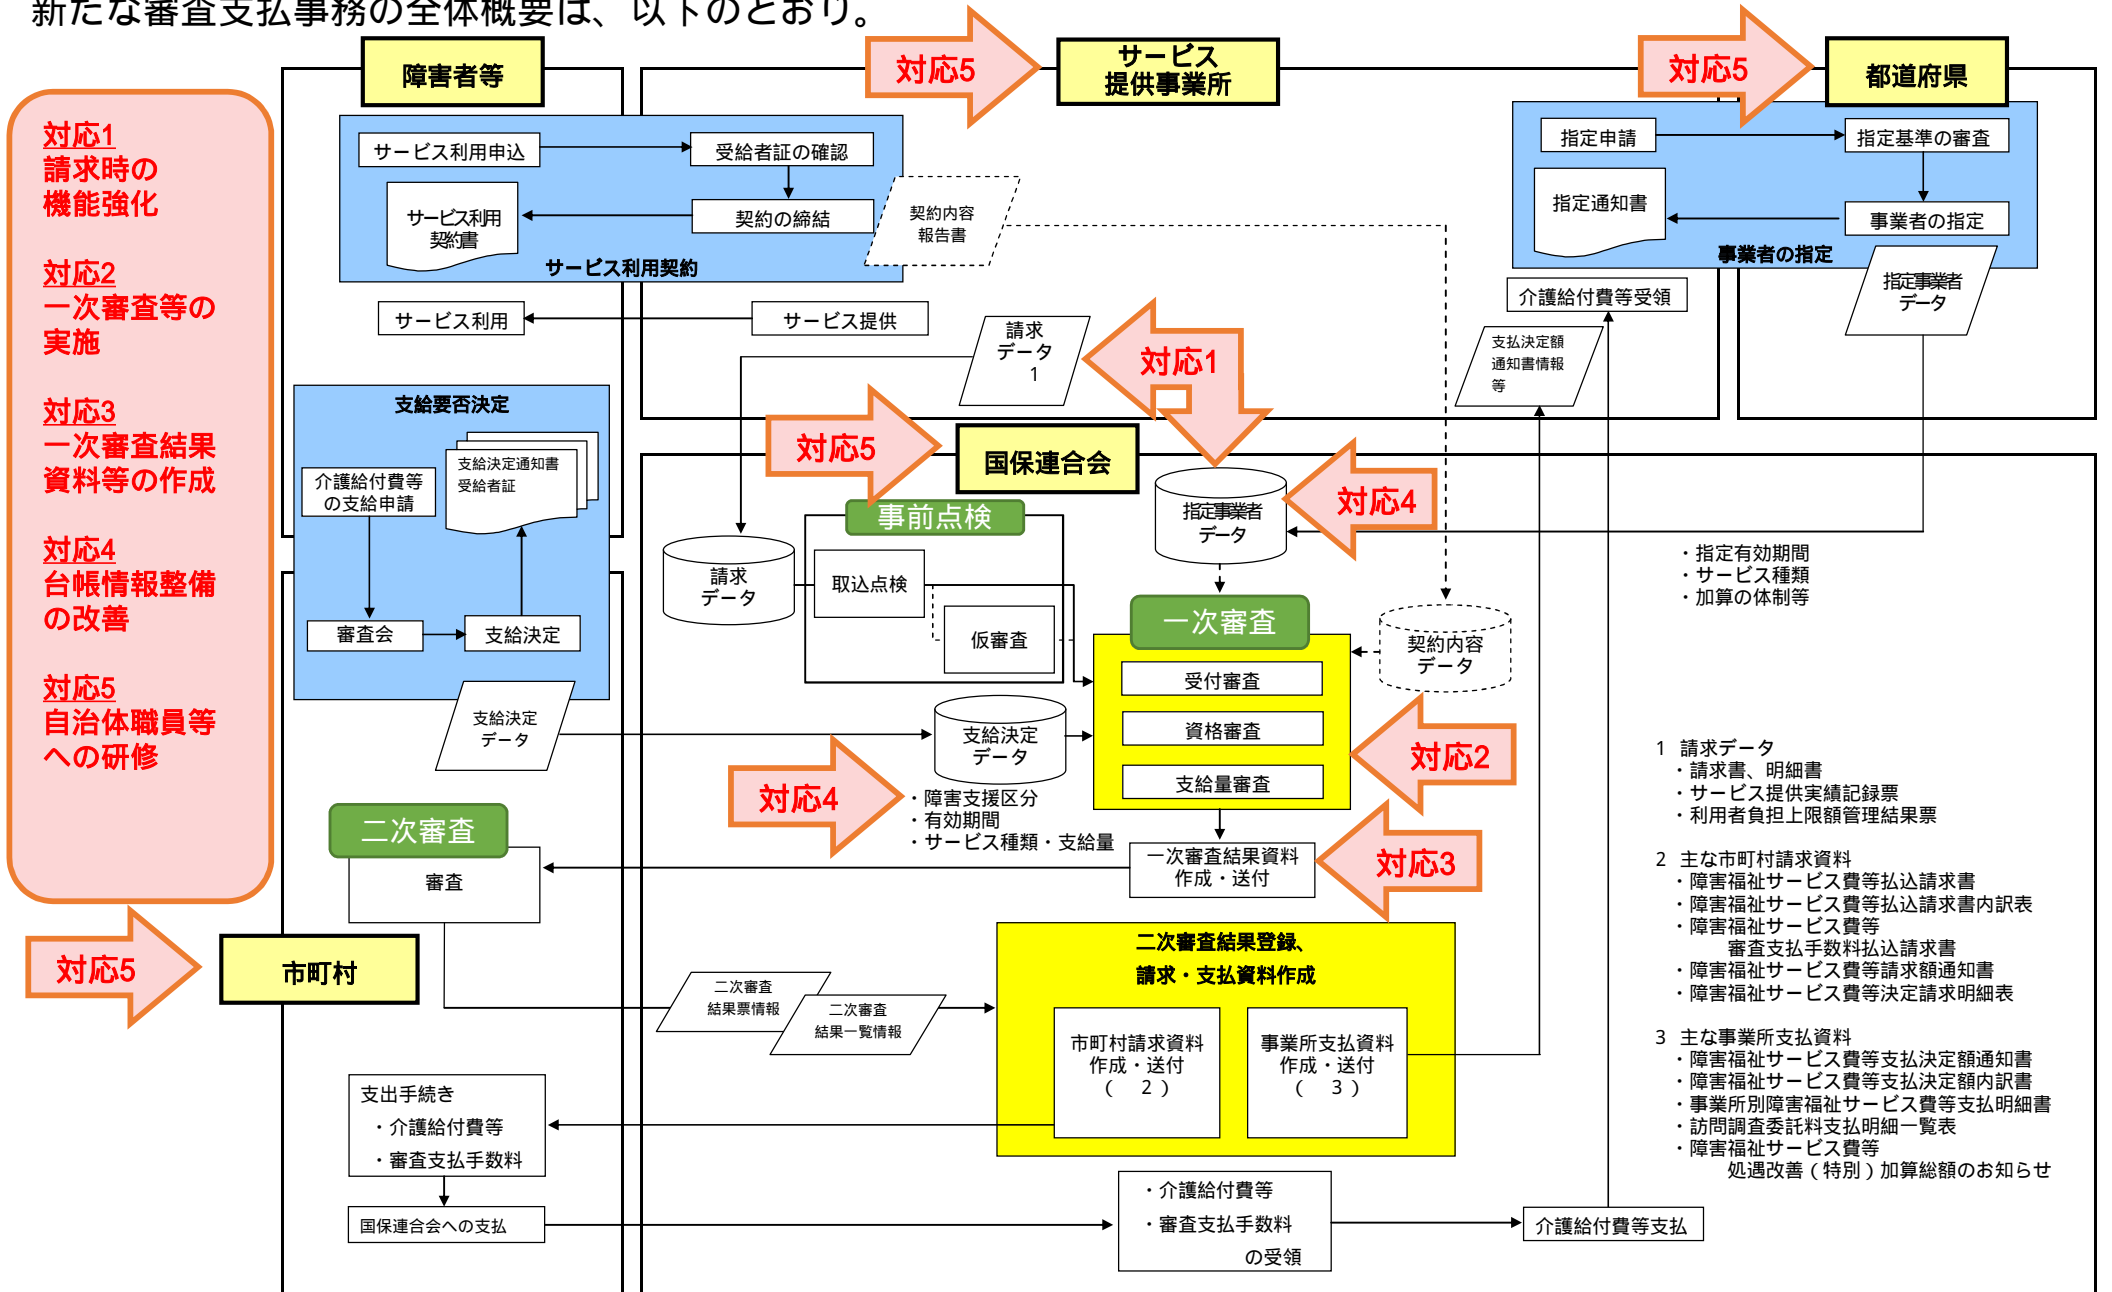 新たな審査支払事務の全体概要は、以下のとおり。
対応1
請求時の
機能強化
対応2
一次審査等の
実施
対応3
一次審査結果
資料等の作成
対応4
台帳情報整備
の改善
対応5
自治体職員等
への研修
障害者等
対応5
サービス
提供事業所
対応5
都道府県
サービス利用申込
受給者証の確認
サービス利用
契約書
契約の締結
サービス利用契約
契約内容
報告書
指定申請
指定基準の審査
指定通知書
事業者の指定
事業者の指定
指定事業者
データ
サービス利用
サービス提供
請求
データ
1
対応1
介護給付費等受領
支払決定額
通知書情報
等
支給要否決定
介護給付費等
の支給申請
支給決定通知書
受給者証
審査会
支給決定
支給決定
データ
対応5
国保連合会
事前点検
請求
データ
取込点検
仮審査
指定事業者
データ
対応4
・指定有効期間
・サービス種類
・加算の体制等
一次審査
受付審査
資格審査
支給量審査
契約内容
データ
対応2
支給決定
データ
対応4
・障害支援区分
・有効期間
・サービス種類・支給量
一次審査結果資料
作成・送付
対応3
二次審査
審査
対応5
市町村
二次審査
結果票情報
二次審査
結果一覧情報
二次審査結果登録、
請求・支払資料作成
市町村請求資料
作成・送付
( 2 )
事業所支払資料
作成・送付
( 3 )
支出手続き
・介護給付費等
・審査支払手数料
国保連合会への支払
・介護給付費等
・審査支払手数料
の受領
介護給付費等支払
1 請求データ
・請求書、明細書
・サービス提供実績記録票
・利用者負担上限額管理結果票
2 主な市町村請求資料
・障害福祉サービス費等払込請求書
・障害福祉サービス費等払込請求書内訳表
・障害福祉サービス費等
審査支払手数料払込請求書
・障害福祉サービス費等請求額通知書
・障害福祉サービス費等決定請求明細表
3 主な事業所支払資料
・障害福祉サービス費等支払決定額通知書
・障害福祉サービス費等支払決定額内訳書
・事業所別障害福祉サービス費等支払明細書
・訪問調査委託料支払明細一覧表
・障害福祉サービス費等
処遇改善(特別)加算総額のお知らせ